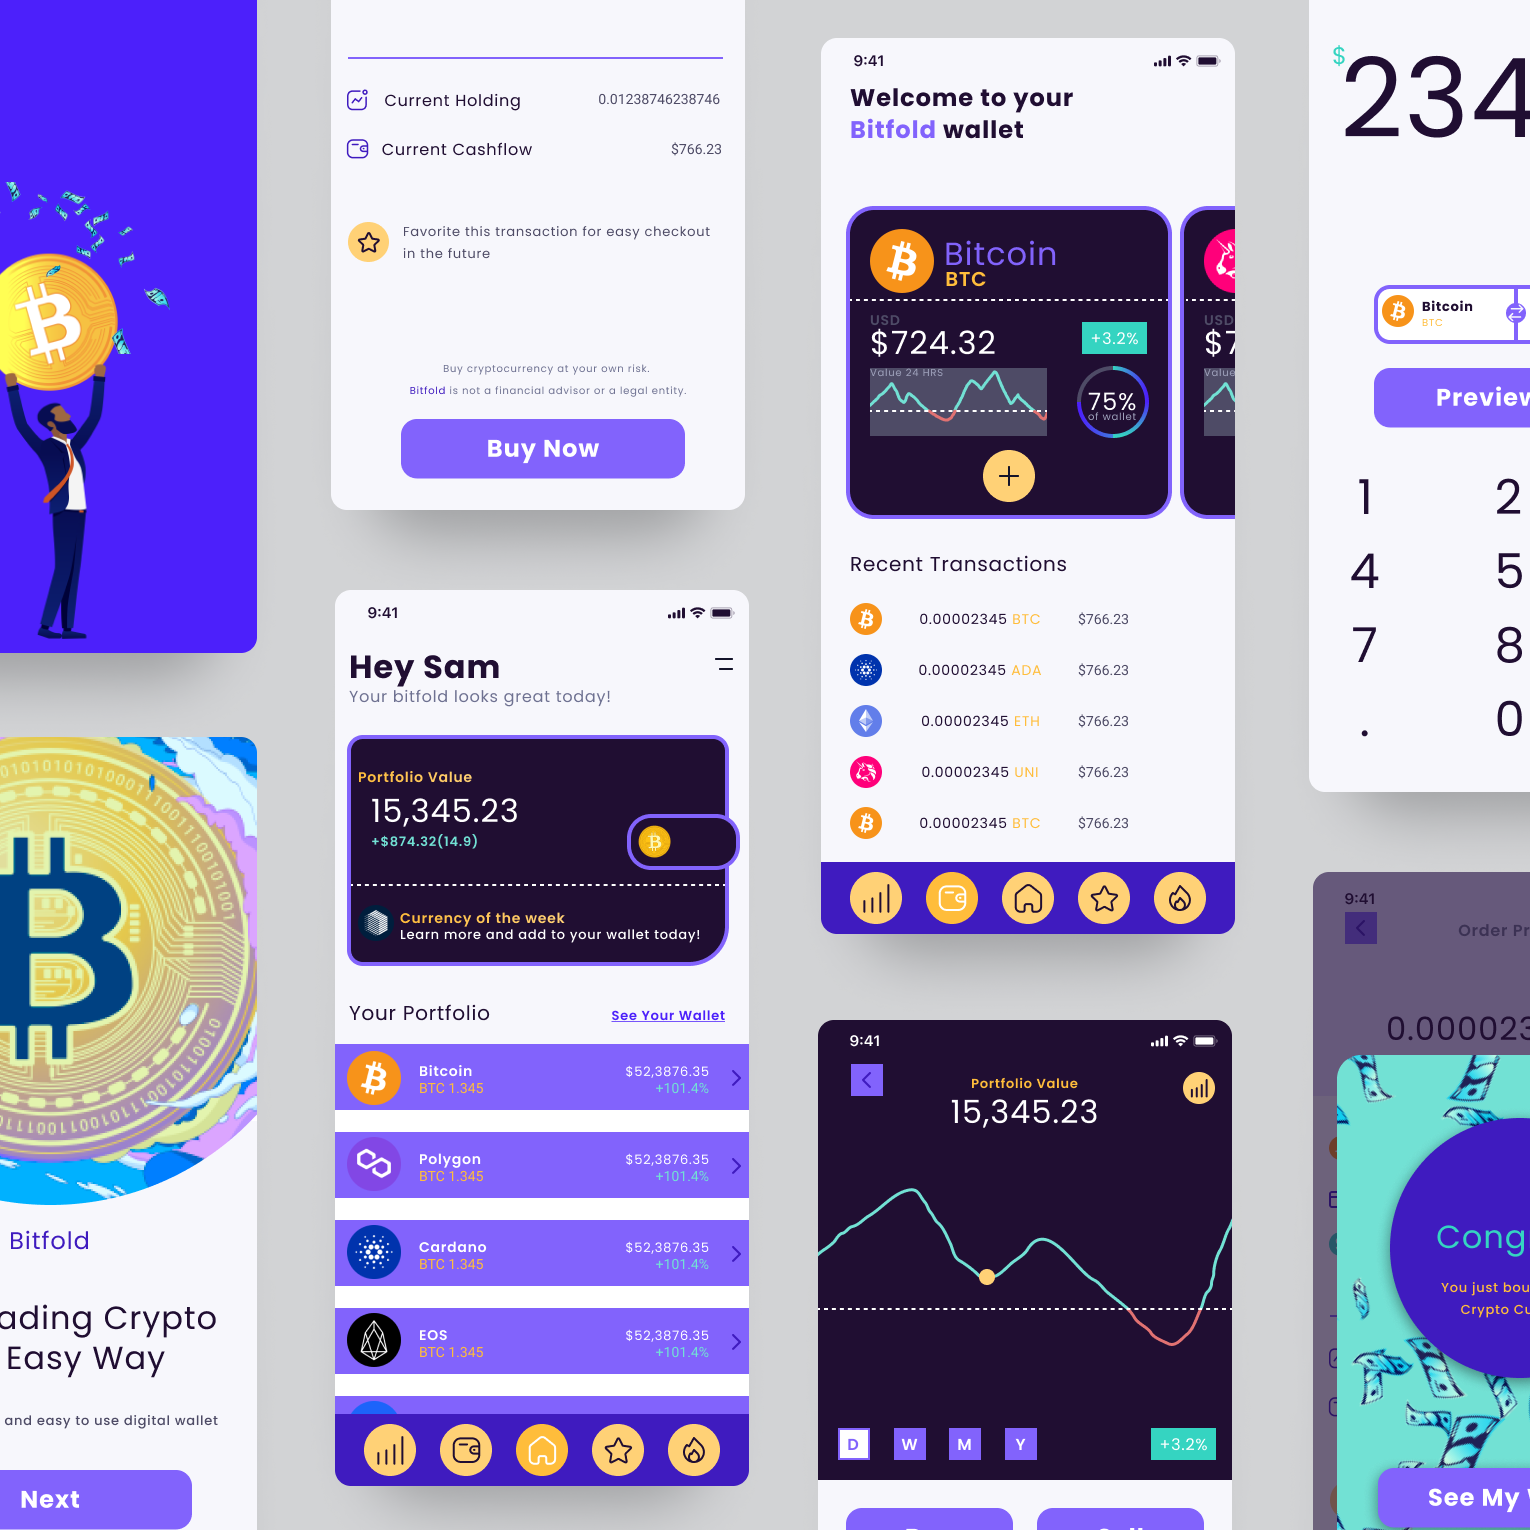 Bitfold
ading Crypto
Easy Way
and easy to use digital wallet
Next
Current Holding 0.01238746238746
Current Cashflow $766.23
Favorite this transaction for easy checkout
in the future
Buy cryptocurrency at your own risk.
Bitfold is not a financial advisor or a legal entity.
Buy Now
9:41
Hey Sam
Your bitfold looks great today!
Portfolio Value
15,345.23
+$874.32(14.9)
Currency of the week
Learn more and add to your wallet today!
Your Portfolio See Your Wallet
Bitcoin $52,3876.35
BTC 1.345 +101.4%
Polygon $52,3876.35
BTC 1.345 +101.4%
Cardano $52,3876.35
BTC 1.345 +101.4%
EOS $52,3876.35
BTC 1.345 +101.4%
9:41
Welcome to your
Bitfold wallet
Bitcoin
BTC
USD
$724.32
+3.2%
Value 24 HRS
75%
of wallet
USD
$7
Value
Recent Transactions
0.00002345 BTC $766.23
0.00002345 ADA $766.23
0.00002345 ETH $766.23
0.00002345 UNI $766.23
0.00002345 BTC $766.23
9:41
Portfolio Value
15,345.23
D W M Y +3.2%
$234
Bitcoin
BTC
Preview
1 2
4 5
7 8
. 0
9:41
Order Pr
0.000023
Cong
You just bou
Crypto Cu
See My